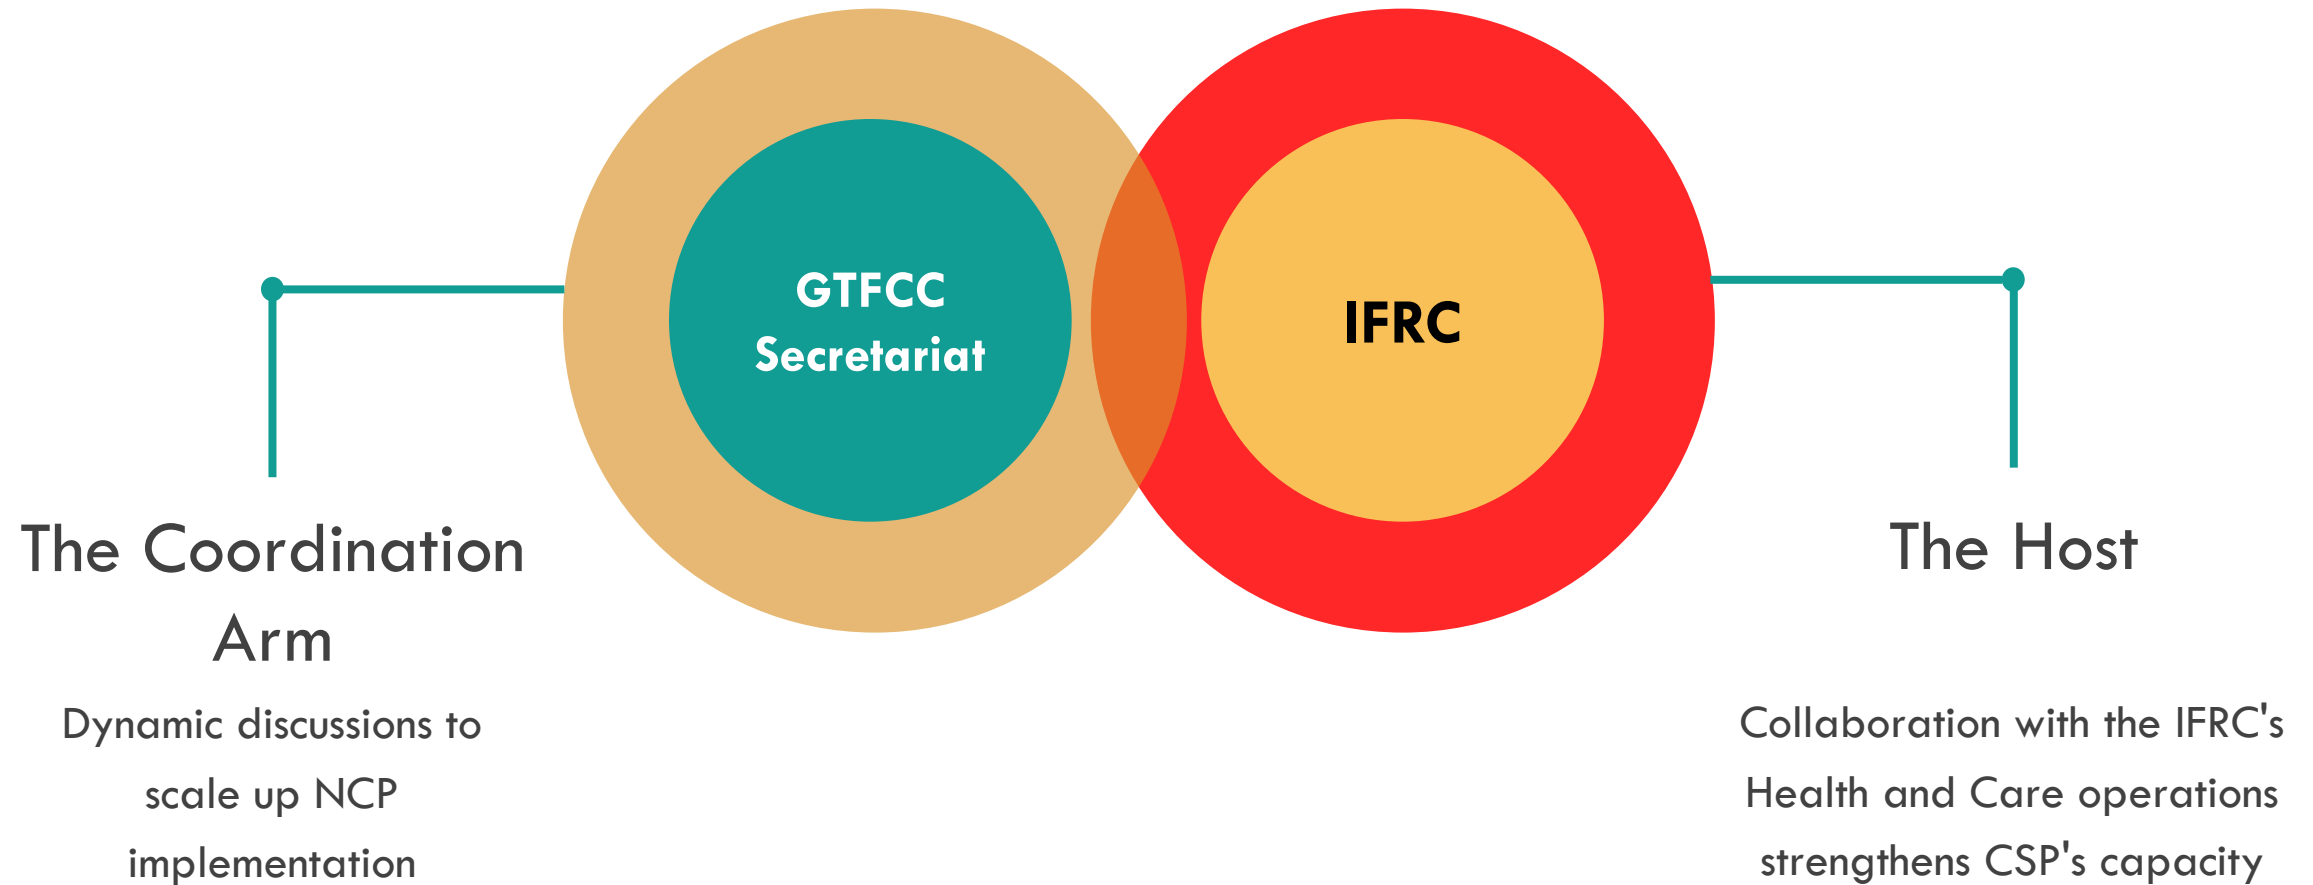 GTFCC
Secretariat
IFRC
The Coordination
Arm
Dynamic discussions to
scale up NCP
implementation
The Host
Collaboration with the IFRC's
Health and Care operations
strengthens CSP's capacity